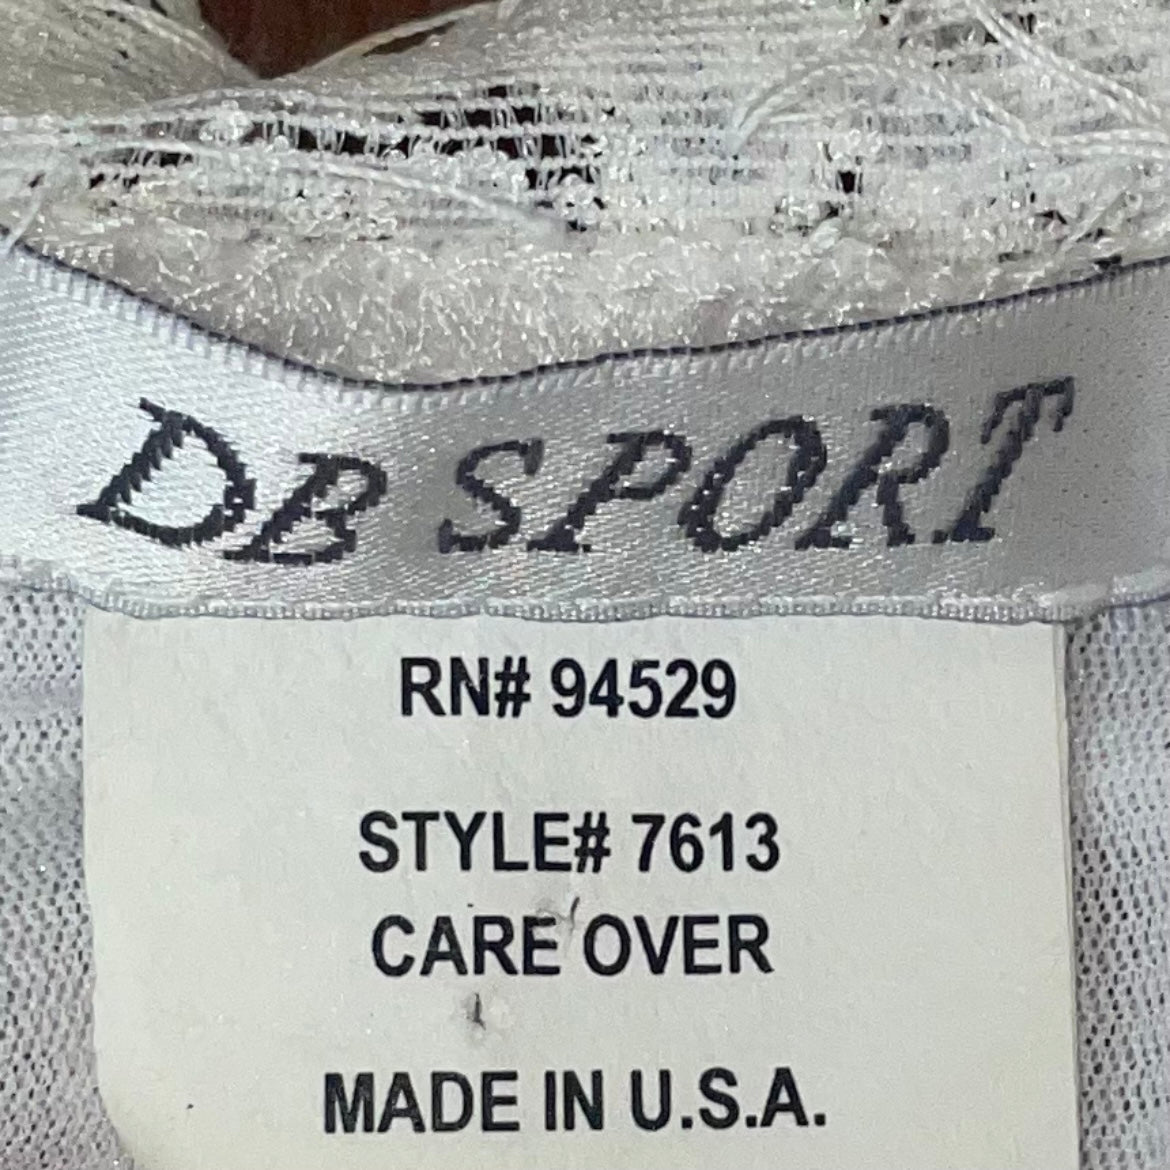 DB SPORT
RN# 94529
STYLE# 7613
CARE OVER
MADE IN U.S.A.